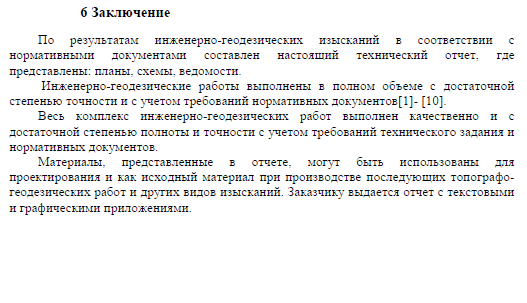 6 Заключение
По результатам инженерно-геодезических изысканий в соответствии с
нормативными документами составлен настоящий технический отчет, где
представлены: планы, схемы, ведомости.
Инженерно-геодезические работы выполнены в полном объеме с достаточной
степенью точности и с учетом требований нормативных документов[1]- [10].
Весь комплекс инженерно-геодезических работ выполнен качественно и с
достаточной степенью полноты и точности с учетом требований технического задания и
нормативных документов.
Материалы, представленные в отчете, могут быть использованы для
проектирования и как исходный материал при производстве последующих топографо-
геодезических работ и других видов изысканий. Заказчику выдается отчет с текстовыми
и графическими приложениями.